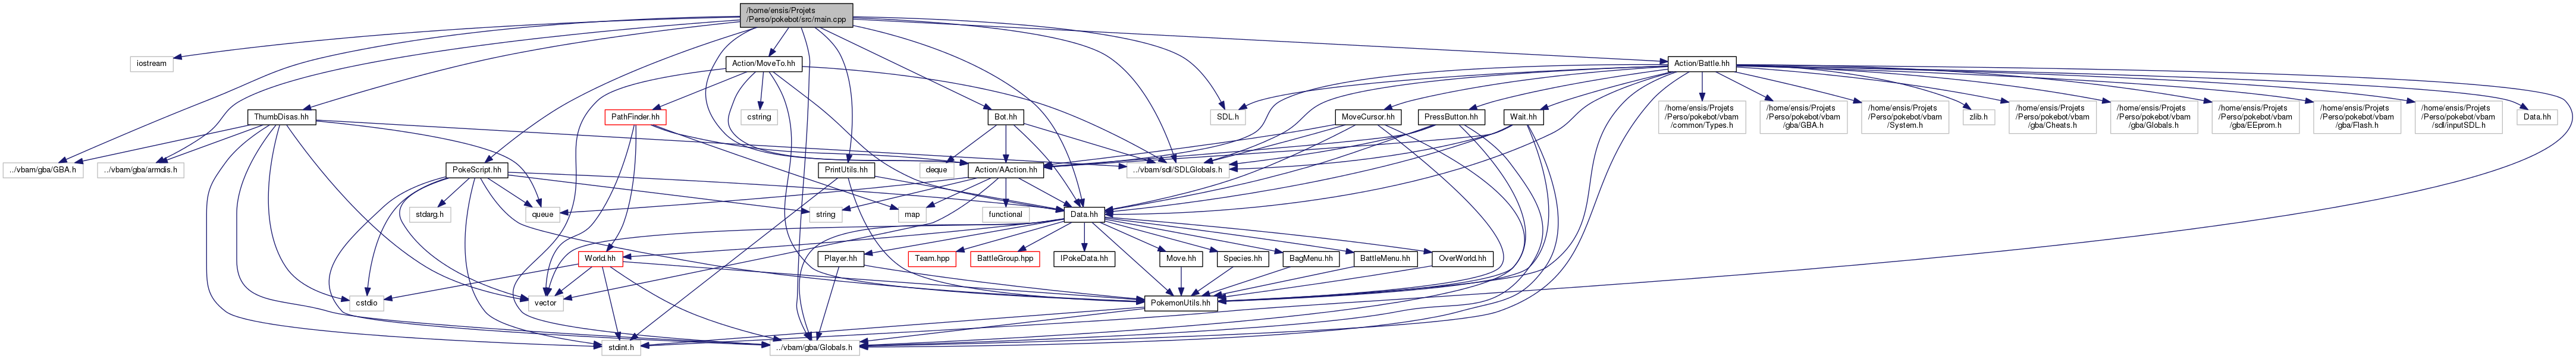 /home/ensis/Projets
/Perso/pokebot/src/main.cpp
iostream
Action/MoveTo.hh
Action/Battle.hh
ThumbDisas.hh
PathFinder.hh
cstring
Bot.hh
SDL.h
MoveCursor.hh
PressButton.hh
Wait.hh
/home/ensis/Projets
/Perso/pokebot/vbam
/common/Types.h
/home/ensis/Projets
/Perso/pokebot/vbam
/gba/GBA.h
/home/ensis/Projets
/Perso/pokebot/vbam
/System.h
zlib.h
/home/ensis/Projets
/Perso/pokebot/vbam
/gba/Cheats.h
/home/ensis/Projets
/Perso/pokebot/vbam
/gba/Globals.h
/home/ensis/Projets
/Perso/pokebot/vbam
/gba/EEprom.h
/home/ensis/Projets
/Perso/pokebot/vbam
/gba/Flash.h
/home/ensis/Projets
/Perso/pokebot/vbam
/sdl/inputSDL.h
Data.hh
../vbam/gba/GBA.h
../vbam/gba/armdis.h
PokeScript.hh
PrintUtils.hh
deque
Action/AAction.hh
../vbam/sdl/SDLGlobals.h
stdarg.h
queue
string
map
functional
Data.hh
World.hh
Player.hh
Team.hpp
BattleGroup.hpp
IPokeData.hh
Move.hh
Species.hh
BagMenu.hh
BattleMenu.hh
OverWorld.hh
cstdio
vector
PokemonUtils.hh
stdint.h
../vbam/gba/Globals.h